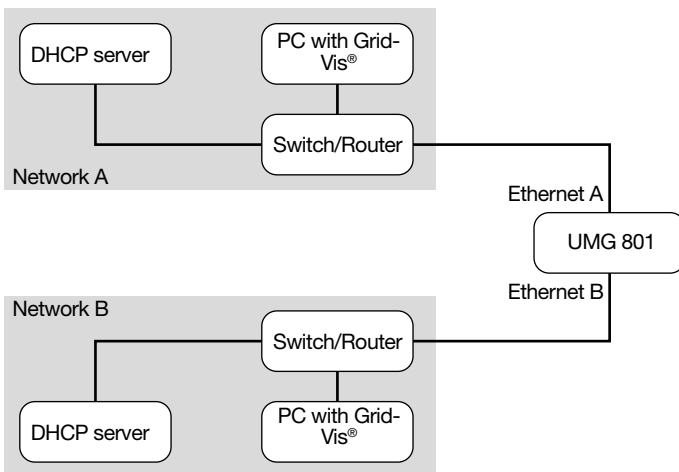 DHCP server
PC with Grid-
Vis®
Switch/Router
Network A
Ethernet A
UMG 801
Ethernet B
Network B
Switch/Router
DHCP server
PC with Grid-
Vis®